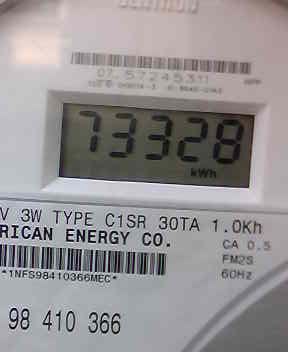 CENTRON
07 57245311
73328
kWh
V 3W TYPE C1SR 30TA 1.0Kh
RICAN ENERGY CO.
CA 0.5
FM2S
60Hz
*1NFS98410366MEC*
98 410 366